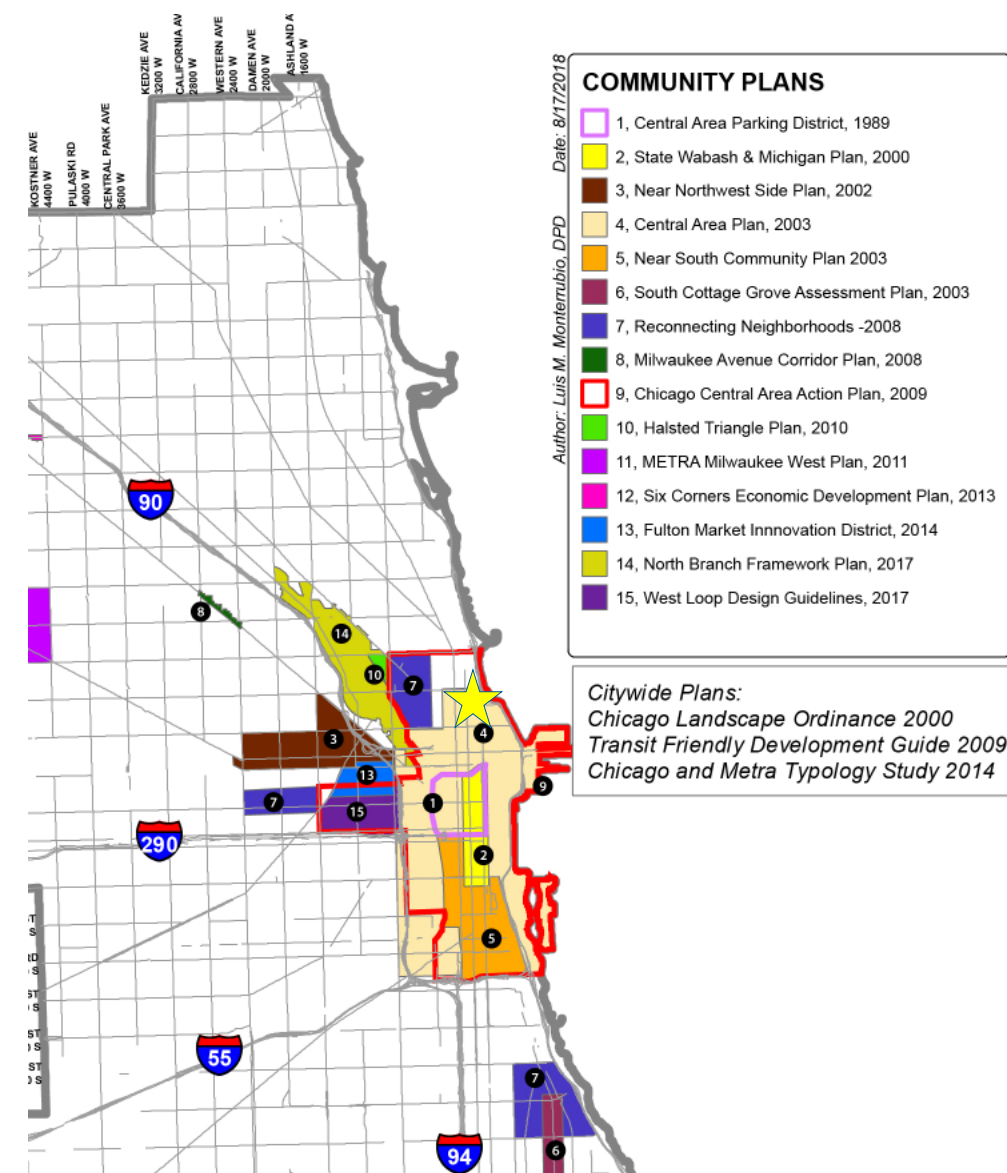 KOSTNER AVE
4400 W
PULASKI RD
4000 W
CENTRAL PARK AVE
3600 W
KEDZIE AVE
3200 W
CALIFORNIA AV
2800 W
WESTERN AVE
2400 W
DAMEN AVE
2000 W
ASHLAND A
1600 W
Date: 8/17/2018
Author: Luis M. Monterrubio, DPD
COMMUNITY PLANS
1, Central Area Parking District, 1989
2, State Wabash & Michigan Plan, 2000
3, Near Northwest Side Plan, 2002
4, Central Area Plan, 2003
5, Near South Community Plan 2003
6, South Cottage Grove Assessment Plan, 2003
7, Reconnecting Neighborhoods -2008
8, Milwaukee Avenue Corridor Plan, 2008
9, Chicago Central Area Action Plan, 2009
10, Halsted Triangle Plan, 2010
11, METRA Milwaukee West Plan, 2011
12, Six Corners Economic Development Plan, 2013
13, Fulton Market Innnovation District, 2014
14, North Branch Framework Plan, 2017
15, West Loop Design Guidelines, 2017
Citywide Plans:
Chicago Landscape Ordinance 2000
Transit Friendly Development Guide 2009
Chicago and Metra Typology Study 2014
90
8
14
10
7
3
4
13
7
1
9
15
290
2
5
ST
S
RD
S
ST
S
ST
S
ST
0 S
55
7
94
6